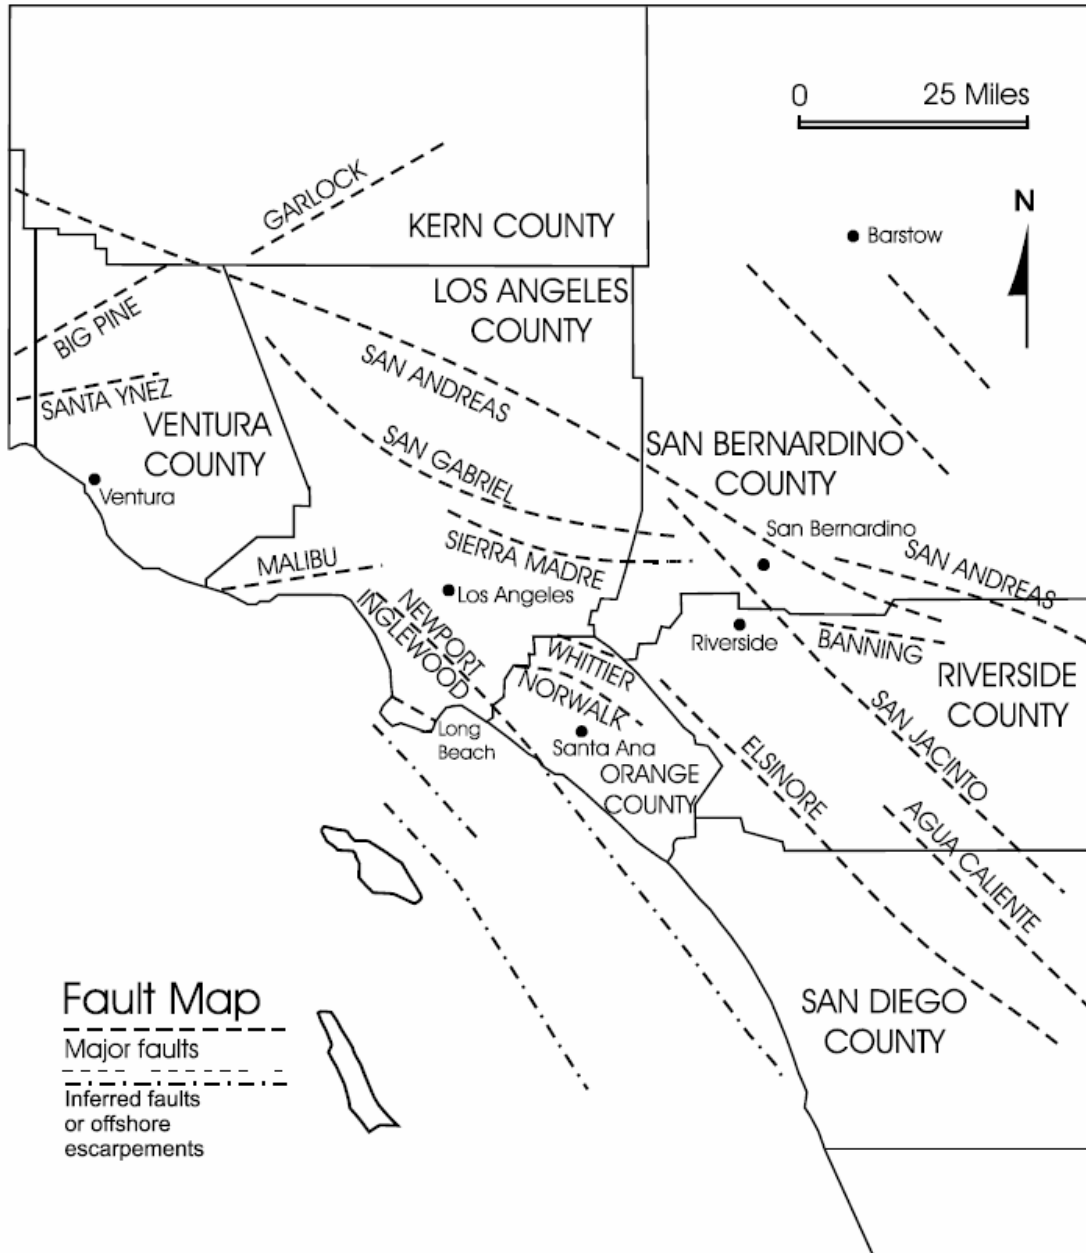 0 25 Miles
N
GARLOCK
KERN COUNTY
Barstow
LOS ANGELES
COUNTY
BIG PINE
SAN ANDREAS
SANTA YNEZ
VENTURA
COUNTY
SAN GABRIEL
SAN BERNARDINO
COUNTY
Ventura
San Bernardino
SIERRA MADRE
SAN ANDREAS
MALIBU
Los Angeles
NEWPORT
INGLEWOOD
Riverside
BANNING
WHITTIER
RIVERSIDE
COUNTY
NORWALK
SAN JACINTO
Long
Beach
Santa Ana
ORANGE
COUNTY
ELSINORE
AGUA CALIENTE
SAN DIEGO
COUNTY
Fault Map
Major faults
Inferred faults
or offshore
escarpements